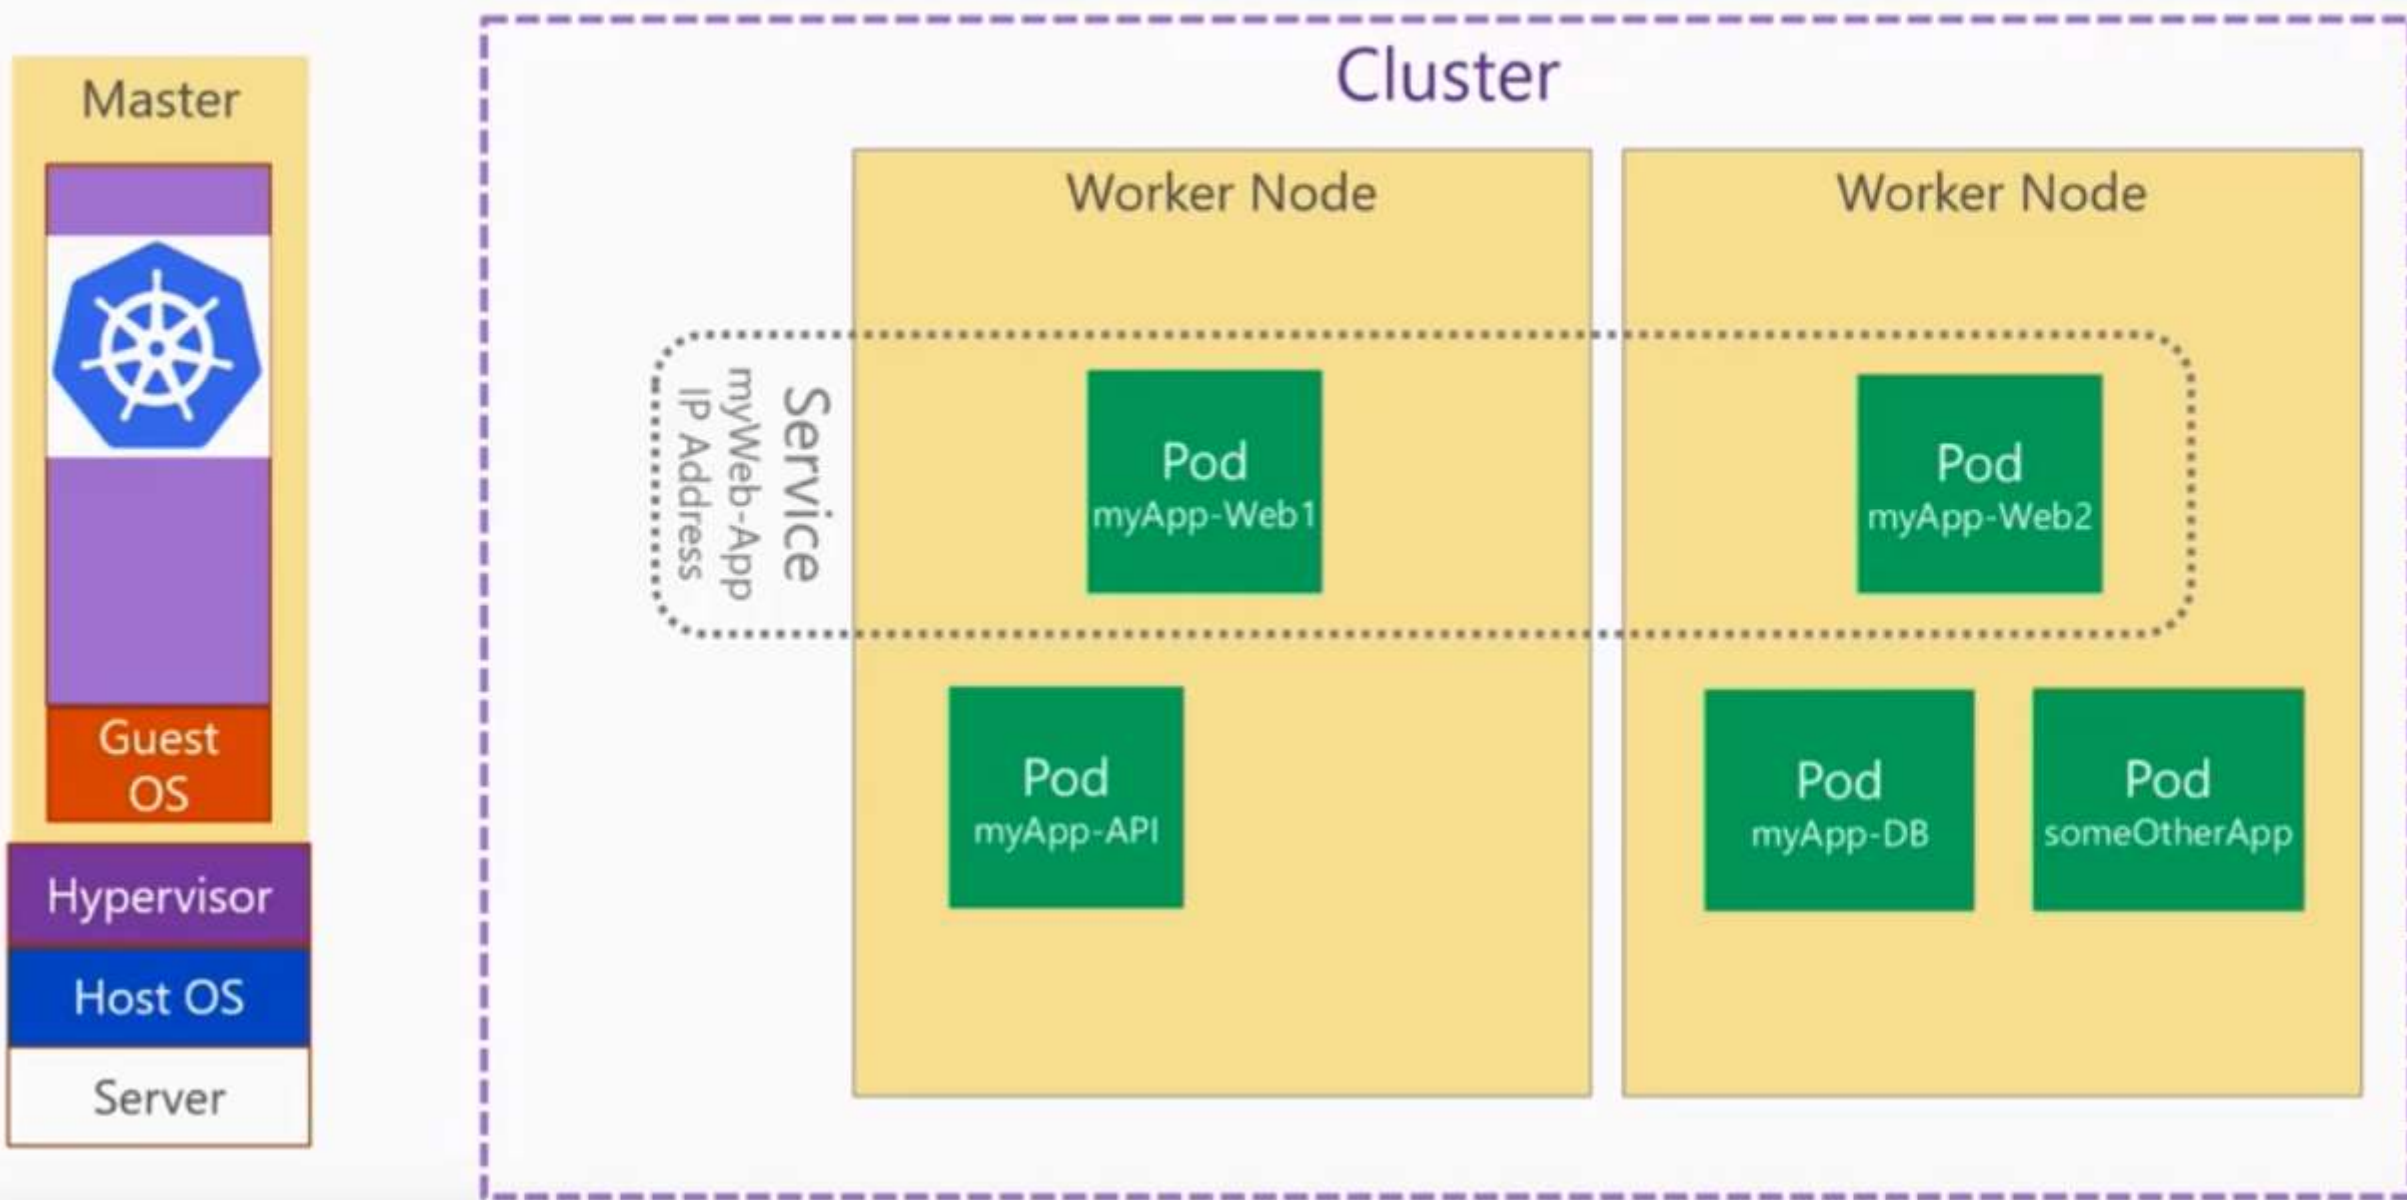 Master
Guest
OS
Hypervisor
Host OS
Server
Cluster
Service
myWeb-App
IP Address
Worker Node
Pod
myApp-Web1
Pod
myApp-API
Worker Node
Pod
myApp-Web2
Pod
myApp-DB
Pod
someOtherApp